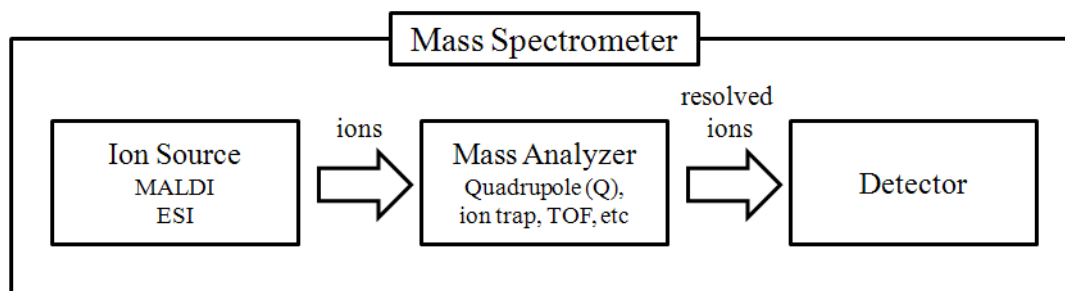 Mass Spectrometer
Ion Source
MALDI
ESI
ions
Mass Analyzer
Quadrupole (Q),
ion trap, TOF, etc
resolved
ions
Detector